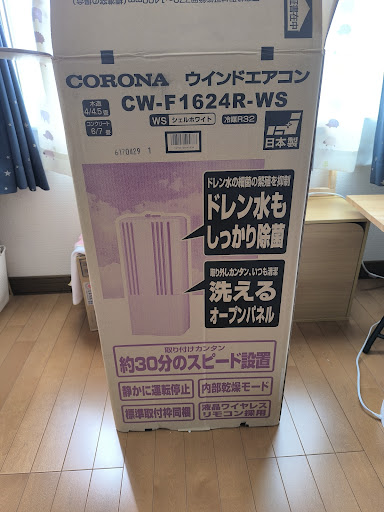 CORONA ウインドエアコン
木造
4/4.5畳
コンクリート
6/7畳
CW-F1624R-WS
WS シェルホワイト 冷媒R32
日本製
6170429 1
ドレン水の細菌の繁殖を抑制
ドレン水も
しっかり除菌
取り外しカンタン、いつも清潔
洗える
オープンパネル
取り付けカンタン
約30分のスピード設置
静かに運転停止
内部乾燥モード
標準取付枠同梱
液晶ワイヤレス
リモコン採用